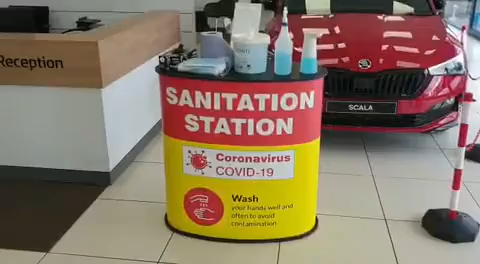 Reception
SANITATION
STATION
Coronavirus
COVID-19
Wash
your hands well and
often to avoid
contamination
SCALA